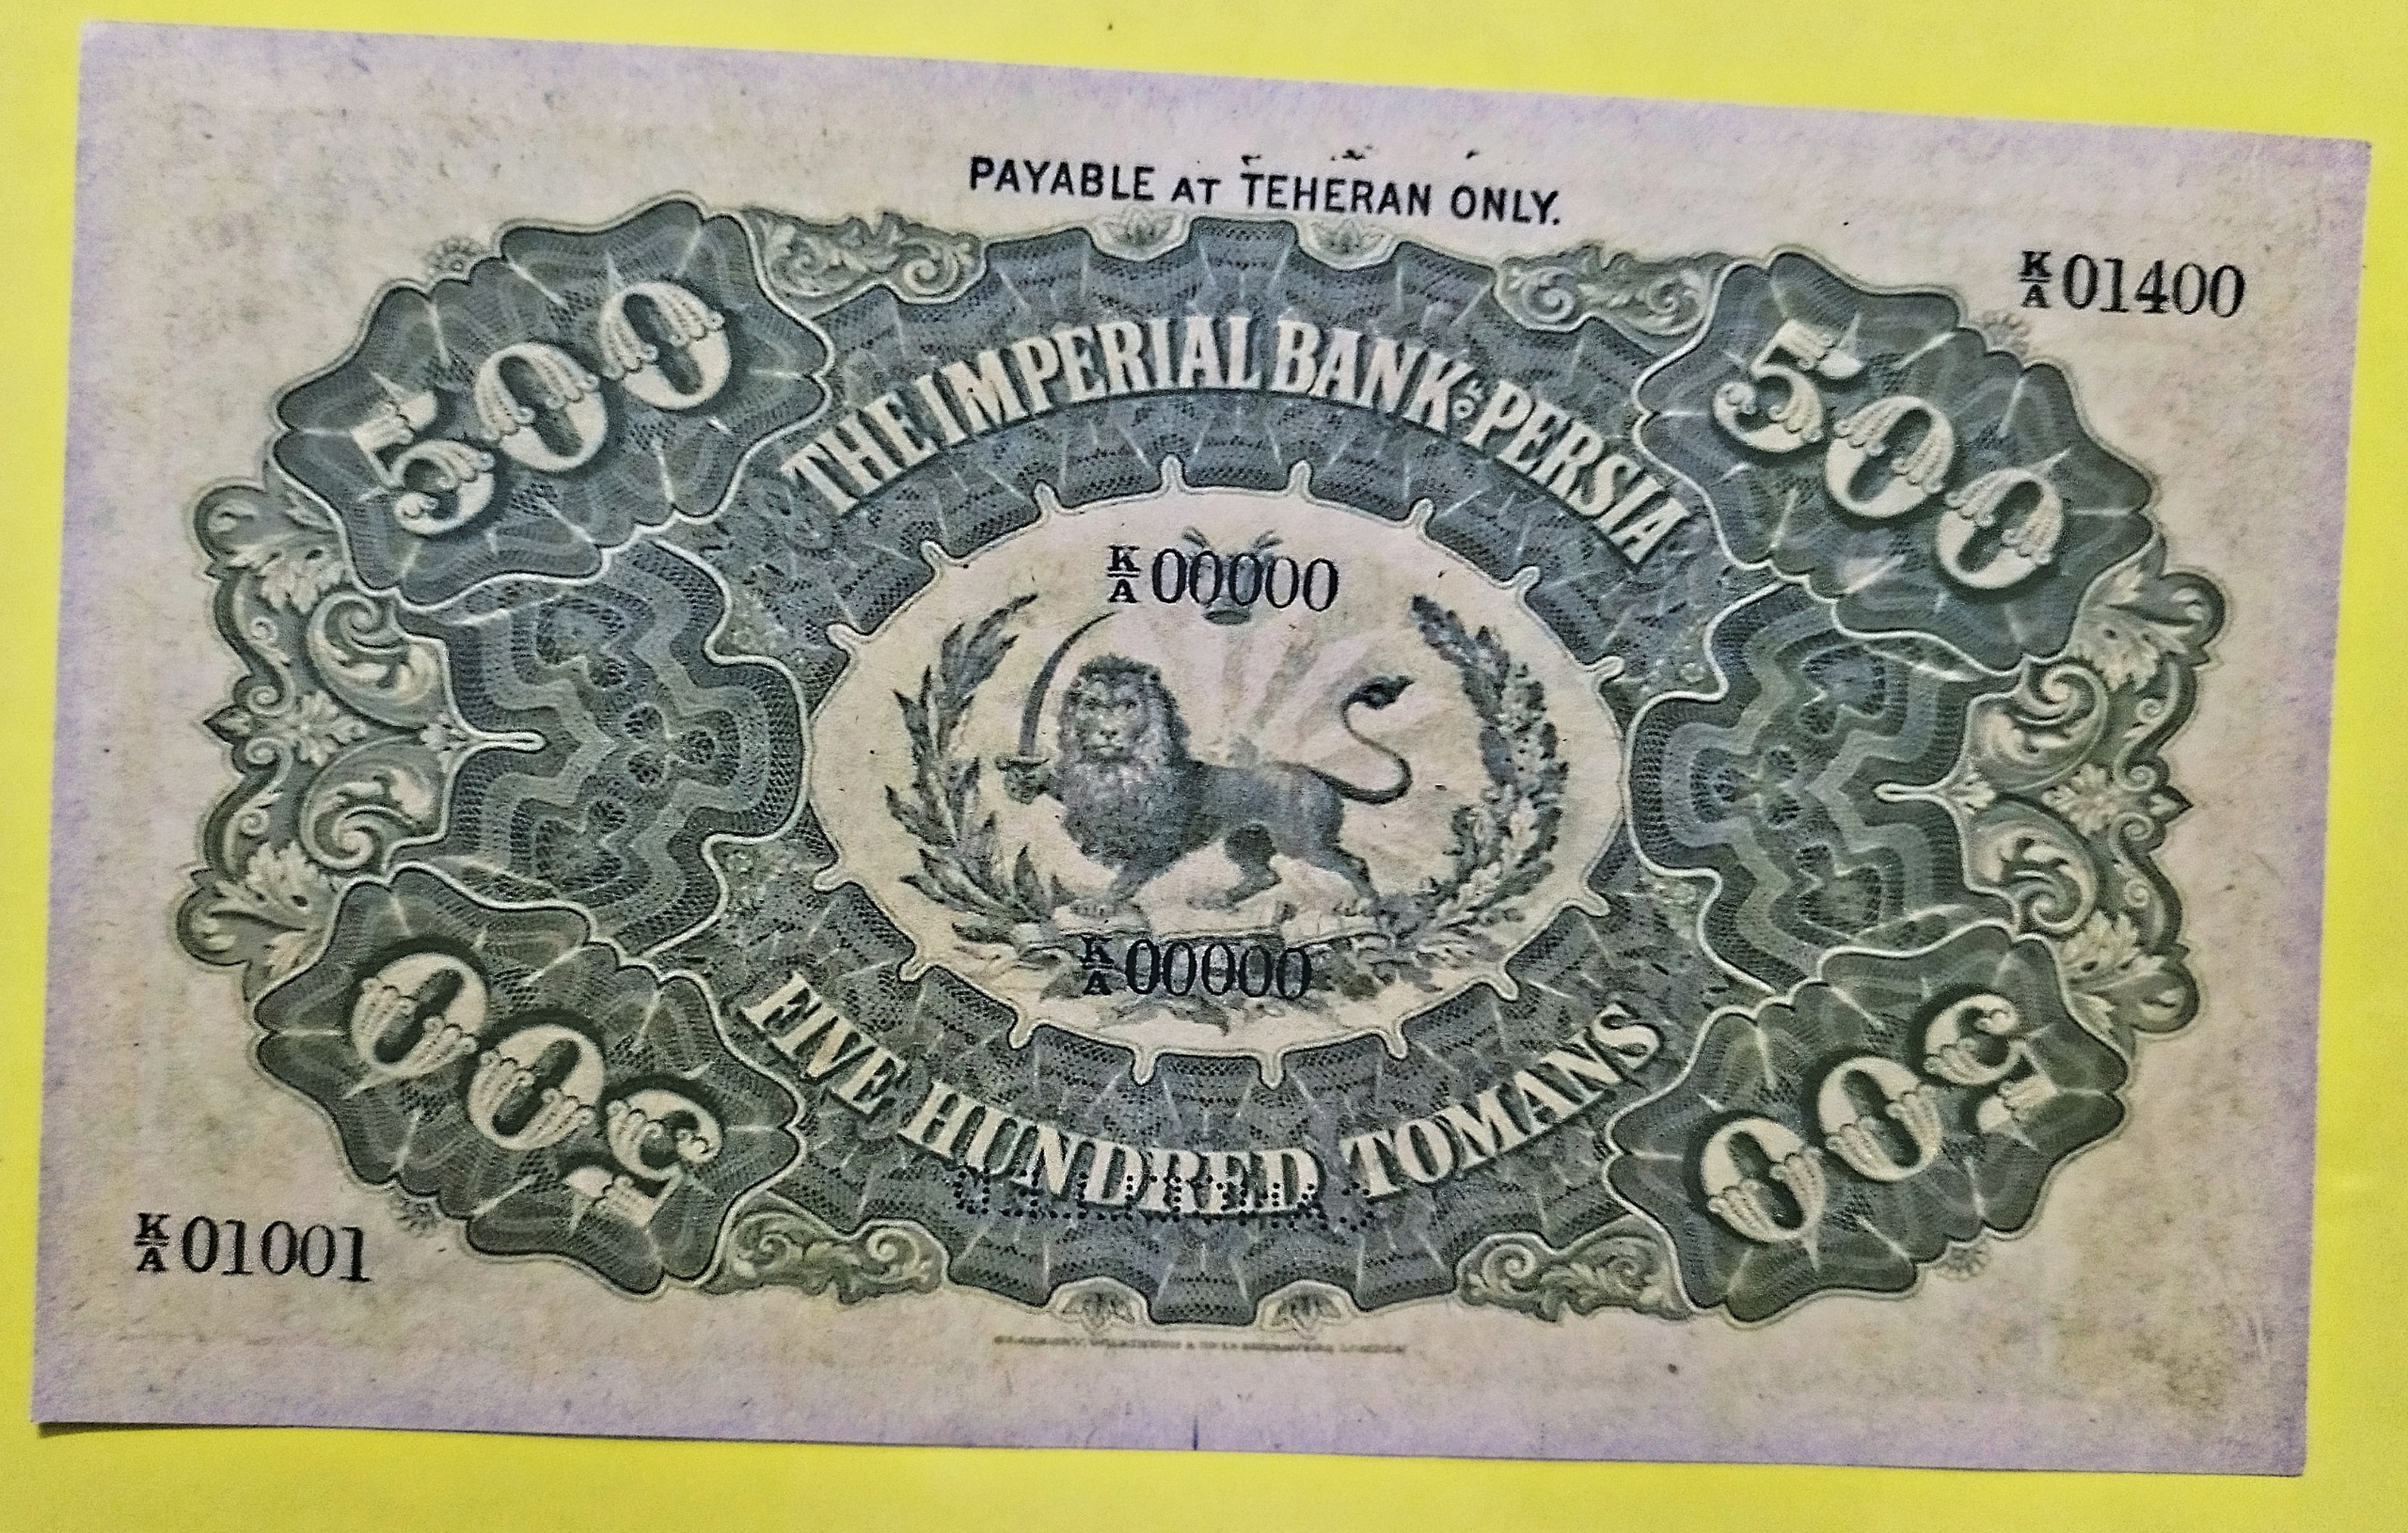 PAYABLE AT TEHERAN ONLY.
K/A 01400
500
500
THE IMPERIAL BANK OF PERSIA
K/A 00000
K/A 00000
FIVE HUNDRED TOMANS
500
500
K/A 01001